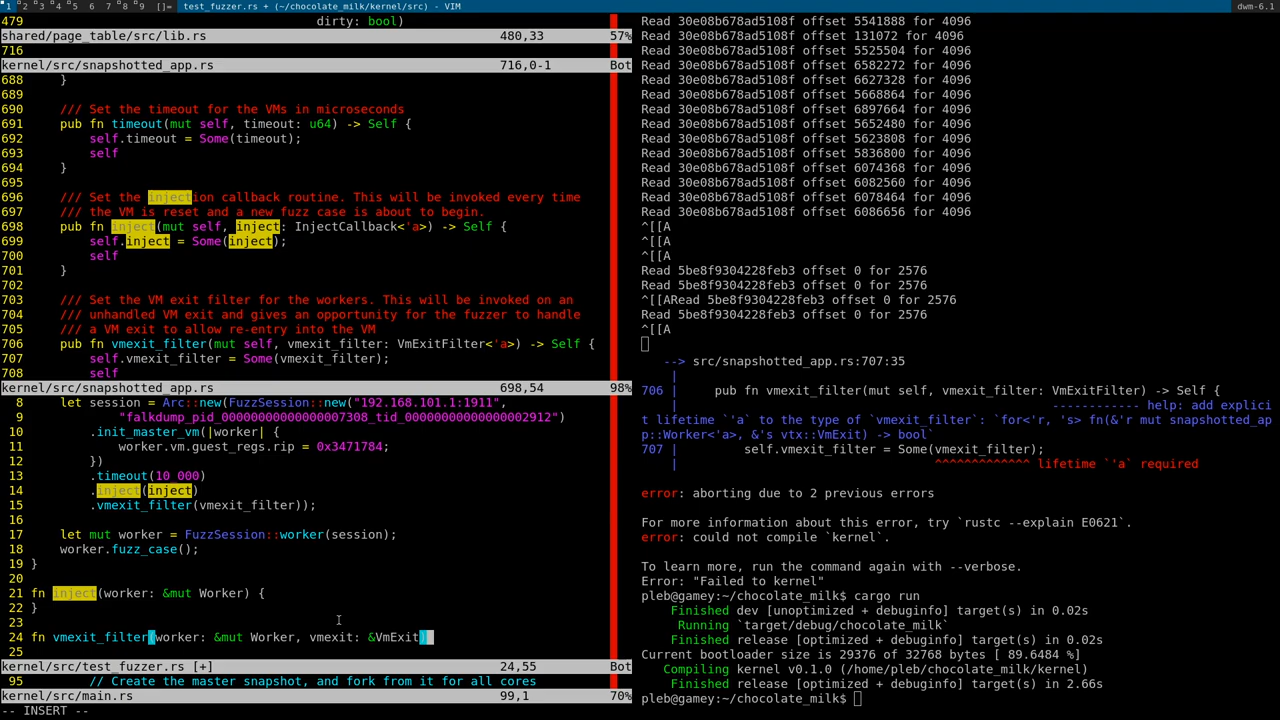 1 2 3 4 5 6 7 8 9 []= test_fuzzer.rs + (~/chocolate_milk/kernel/src) - VIM dwm-6.1
479 dirty: bool)
shared/page_table/src/lib.rs 480,33 57%
716
kernel/src/snapshotted_app.rs 716,0-1 Bot
688 }
689
690 /// Set the timeout for the VMs in microseconds
691 pub fn timeout(mut self, timeout: u64) -> Self {
692 self.timeout = Some(timeout);
693 self
694 }
695
696 /// Set the injection callback routine. This will be invoked every time
697 /// the VM is reset and a new fuzz case is about to begin.
698 pub fn inject(mut self, inject: InjectCallback<'a>) -> Self {
699 self.inject = Some(inject);
700 self
701 }
702
703 /// Set the VM exit filter for the workers. This will be invoked on an
704 /// unhandled VM exit and gives an opportunity for the fuzzer to handle
705 /// a VM exit to allow re-entry into the VM
706 pub fn vmexit_filter(mut self, vmexit_filter: VmExitFilter<'a>) -> Self {
707 self.vmexit_filter = Some(vmexit_filter);
708 self
kernel/src/snapshotted_app.rs 698,54 98%
8 let session = Arc::new(FuzzSession::new("192.168.101.1:1911",
9 "falkdump_pid_00000000000000007308_tid_00000000000000002912")
10 .init_master_vm(|worker| {
11 worker.vm.guest_regs.rip = 0x3471784;
12 })
13 .timeout(10_000)
14 .inject(inject)
15 .vmexit_filter(vmexit_filter));
16
17 let mut worker = FuzzSession::worker(session);
18 worker.fuzz_case();
19 }
20
21 fn inject(worker: &mut Worker) {
22 }
23
24 fn vmexit_filter(worker: &mut Worker, vmexit: &VmExit)
25
kernel/src/test_fuzzer.rs [+] 24,55 Bot
95 // Create the master snapshot, and fork from it for all cores
kernel/src/main.rs 99,1 70%
-- INSERT --
Read 30e08b678ad5108f offset 5541888 for 4096
Read 30e08b678ad5108f offset 131072 for 4096
Read 30e08b678ad5108f offset 5525504 for 4096
Read 30e08b678ad5108f offset 6582272 for 4096
Read 30e08b678ad5108f offset 6627328 for 4096
Read 30e08b678ad5108f offset 5668864 for 4096
Read 30e08b678ad5108f offset 6897664 for 4096
Read 30e08b678ad5108f offset 5652480 for 4096
Read 30e08b678ad5108f offset 5623808 for 4096
Read 30e08b678ad5108f offset 5836800 for 4096
Read 30e08b678ad5108f offset 6074368 for 4096
Read 30e08b678ad5108f offset 6082560 for 4096
Read 30e08b678ad5108f offset 6078464 for 4096
Read 30e08b678ad5108f offset 6086656 for 4096
^[[A
^[[A
^[[A
Read 5be8f9304228feb3 offset 0 for 2576
Read 5be8f9304228feb3 offset 0 for 2576
^[[ARead 5be8f9304228feb3 offset 0 for 2576
Read 5be8f9304228feb3 offset 0 for 2576
^[[A
--> src/snapshotted_app.rs:707:35
|
706 | pub fn vmexit_filter(mut self, vmexit_filter: VmExitFilter) -> Self {
| ------------ help: add explici
t lifetime `'a` to the type of `vmexit_filter`: `for<'r, 's> fn(&'r mut snapshotted_ap
p::Worker<'a>, &'s vtx::VmExit) -> bool`
707 | self.vmexit_filter = Some(vmexit_filter);
| ^^^^^^^^^^^^^ lifetime `'a` required
error: aborting due to 2 previous errors
For more information about this error, try `rustc --explain E0621`.
error: could not compile `kernel`.
To learn more, run the command again with --verbose.
Error: "Failed to kernel"
pleb@gamey:~/chocolate_milk$ cargo run
Finished dev [unoptimized + debuginfo] target(s) in 0.02s
Running `target/debug/chocolate_milk`
Finished release [optimized + debuginfo] target(s) in 0.02s
Current bootloader size is 29376 of 32768 bytes [ 89.6484 %]
Compiling kernel v0.1.0 (/home/pleb/chocolate_milk/kernel)
Finished release [optimized + debuginfo] target(s) in 2.66s
pleb@gamey:~/chocolate_milk$